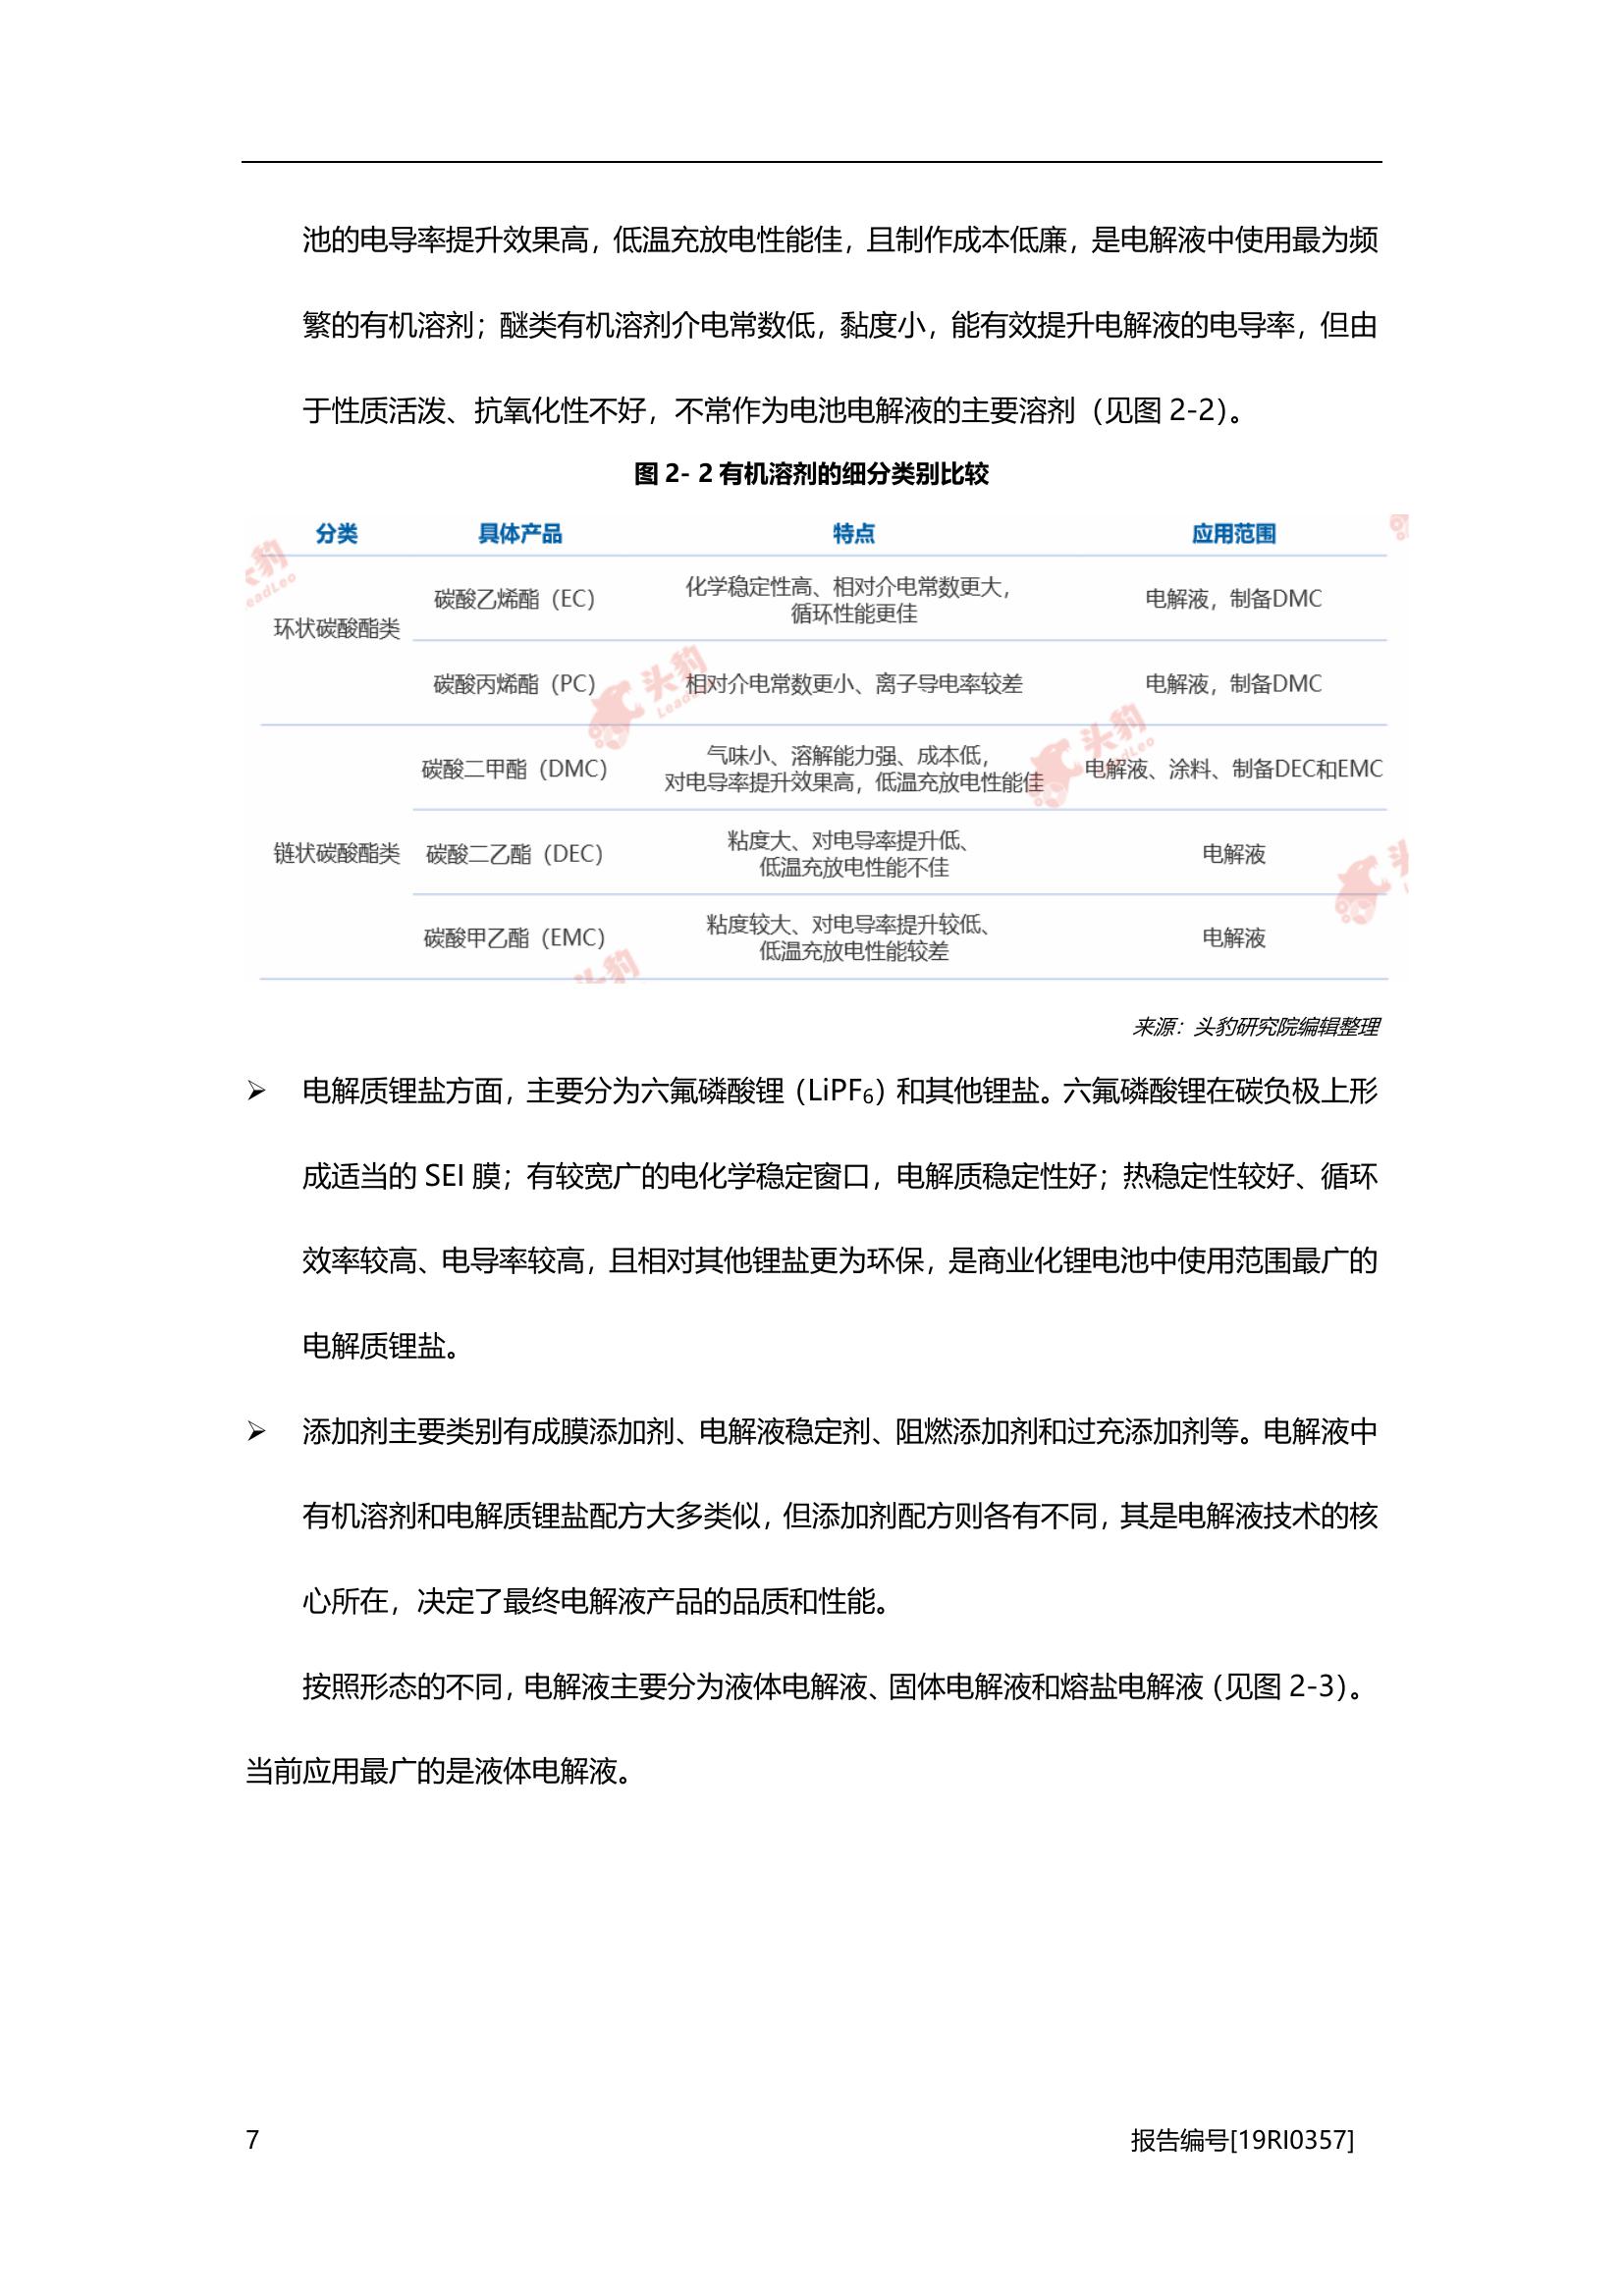 池的电导率提升效果高，低温充放电性能佳，且制作成本低廉，是电解液中使用最为频
繁的有机溶剂；醚类有机溶剂介电常数低，黏度小，能有效提升电解液的电导率，但由
于性质活泼、抗氧化性不好，不常作为电池电解液的主要溶剂（见图 2-2）。
图 2- 2 有机溶剂的细分类别比较
分类 具体产品 特点 应用范围
环状碳酸酯类
碳酸乙烯酯（EC）
化学稳定性高、相对介电常数更大，
循环性能更佳
电解液，制备DMC
碳酸丙烯酯（PC） 相对介电常数更小、离子导电率较差 电解液，制备DMC
链状碳酸酯类
碳酸二甲酯（DMC）
气味小、溶解能力强、成本低，
对电导率提升效果高，低温充放电性能佳
电解液、涂料、制备DEC和EMC
碳酸二乙酯（DEC）
粘度大、对电导率提升低、
低温充放电性能不佳
电解液
碳酸甲乙酯（EMC）
粘度较大、对电导率提升较低、
低温充放电性能较差
电解液
头豹
LeadLeo
头豹
LeadLeo
来源：头豹研究院编辑整理
➢ 电解质锂盐方面，主要分为六氟磷酸锂（LiPF₆）和其他锂盐。六氟磷酸锂在碳负极上形
成适当的 SEI 膜；有较宽广的电化学稳定窗口，电解质稳定性好；热稳定性较好、循环
效率较高、电导率较高，且相对其他锂盐更为环保，是商业化锂电池中使用范围最广的
电解质锂盐。
➢ 添加剂主要类别有成膜添加剂、电解液稳定剂、阻燃添加剂和过充添加剂等。电解液中
有机溶剂和电解质锂盐配方大多类似，但添加剂配方则各有不同，其是电解液技术的核
心所在，决定了最终电解液产品的品质和性能。
按照形态的不同，电解液主要分为液体电解液、固体电解液和熔盐电解液（见图 2-3）。
当前应用最广的是液体电解液。
7 报告编号[19RI0357]